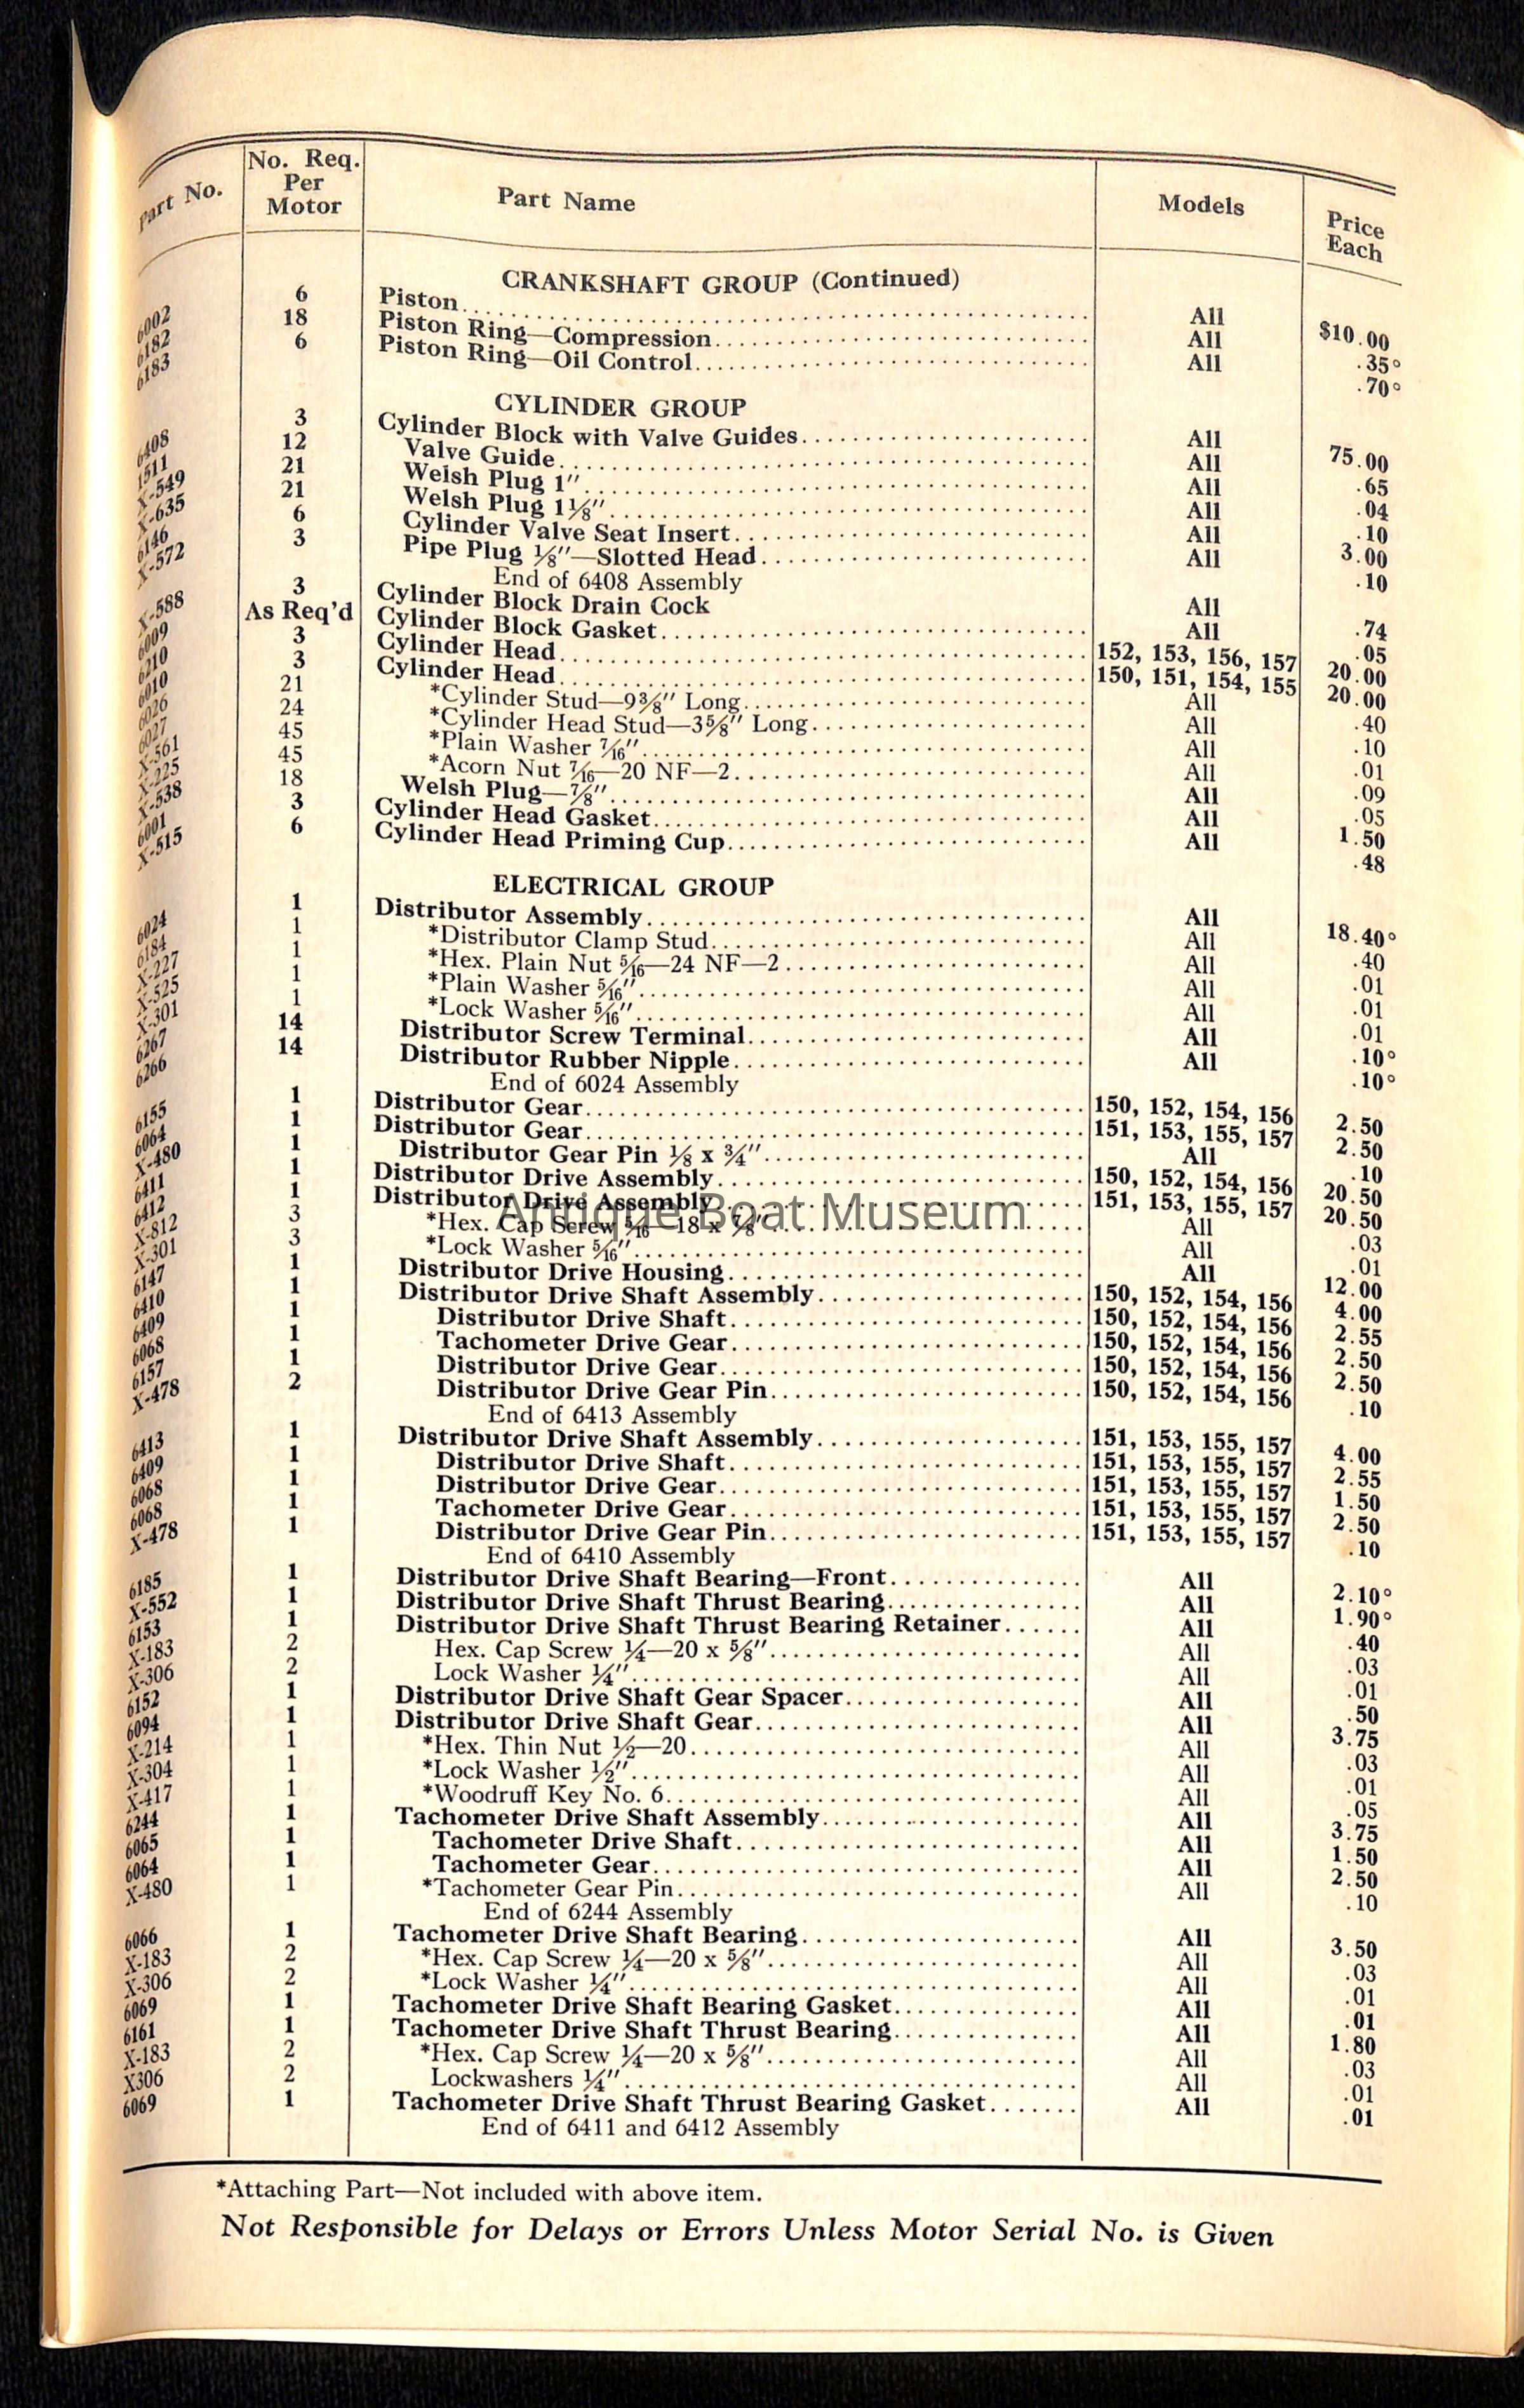 Part No. No. Req. Per Motor Part Name Models Price Each
CRANKSHAFT GROUP (Continued)
6002 6 Piston All $10.00
6182 18 Piston Ring—Compression All .35°
6183 6 Piston Ring—Oil Control All .70°
CYLINDER GROUP
6408 3 Cylinder Block with Valve Guides All 75.00
1511 12 Valve Guide All .65
X-549 21 Welsh Plug 1″ All .04
X-635 21 Welsh Plug 1⅛″ All .10
6146 6 Cylinder Valve Seat Insert All 3.00
X-572 3 Pipe Plug ⅛″—Slotted Head All .10
End of 6408 Assembly
X-588 3 Cylinder Block Drain Cock All .74
6009 As Req'd Cylinder Block Gasket All .05
6210 3 Cylinder Head 152, 153, 156, 157 20.00
6010 3 Cylinder Head 150, 151, 154, 155 20.00
6026 21 *Cylinder Stud—9⅜″ Long All .40
6027 24 *Cylinder Head Stud—3⅝″ Long All .10
X-561 45 *Plain Washer 7/16″ All .01
X-225 45 *Acorn Nut 7/16—20 NF—2 All .09
X-538 18 Welsh Plug—⅞″ All .05
6001 3 Cylinder Head Gasket All 1.50
X-515 6 Cylinder Head Priming Cup All .48
ELECTRICAL GROUP
6024 1 Distributor Assembly All 18.40°
6184 1 *Distributor Clamp Stud All .40
X-227 1 *Hex. Plain Nut 5/16—24 NF—2 All .01
X-525 1 *Plain Washer 5/16″ All .01
X-301 1 *Lock Washer 5/16″ All .01
6267 14 Distributor Screw Terminal All .10°
6266 14 Distributor Rubber Nipple All .10°
End of 6024 Assembly
6155 1 Distributor Gear 150, 152, 154, 156 2.50
6064 1 Distributor Gear 151, 153, 155, 157 2.50
X-480 1 Distributor Gear Pin ⅛ x ¾″ All .10
6411 1 Distributor Drive Assembly 150, 152, 154, 156 20.50
6412 1 Distributor Drive Assembly 151, 153, 155, 157 20.50
X-812 3 *Hex. Cap Screw 5/16—18 x ⅞″ All .03
X-301 3 *Lock Washer 5/16″ All .01
6147 1 Distributor Drive Housing All 12.00
6410 1 Distributor Drive Shaft Assembly 150, 152, 154, 156 4.00
6409 1 Distributor Drive Shaft 150, 152, 154, 156 2.55
6068 1 Tachometer Drive Gear 150, 152, 154, 156 2.50
6157 1 Distributor Drive Gear 150, 152, 154, 156 2.50
X-478 2 Distributor Drive Gear Pin 150, 152, 154, 156 .10
End of 6413 Assembly
6413 1 Distributor Drive Shaft Assembly 151, 153, 155, 157 4.00
6409 1 Distributor Drive Shaft 151, 153, 155, 157 2.55
6068 1 Distributor Drive Gear 151, 153, 155, 157 1.50
6068 1 Tachometer Drive Gear 151, 153, 155, 157 2.50
X-478 1 Distributor Drive Gear Pin 151, 153, 155, 157 .10
End of 6410 Assembly
6185 1 Distributor Drive Shaft Bearing—Front All 2.10°
X-552 1 Distributor Drive Shaft Thrust Bearing All 1.90°
6153 1 Distributor Drive Shaft Thrust Bearing Retainer All .40
X-183 2 Hex. Cap Screw ¼—20 x ⅝″ All .03
X-306 2 Lock Washer ¼″ All .01
6152 1 Distributor Drive Shaft Gear Spacer All .50
6094 1 Distributor Drive Shaft Gear All 3.75
X-214 1 *Hex. Thin Nut ½—20 All .03
X-304 1 *Lock Washer ½″ All .01
X-417 1 *Woodruff Key No. 6 All .05
6244 1 Tachometer Drive Shaft Assembly All 3.75
6065 1 Tachometer Drive Shaft All 1.50
6064 1 Tachometer Gear All 2.50
X-480 1 *Tachometer Gear Pin All .10
End of 6244 Assembly
6066 1 Tachometer Drive Shaft Bearing All 3.50
X-183 2 *Hex. Cap Screw ¼—20 x ⅝″ All .03
X-306 2 *Lock Washer ¼″ All .01
6069 1 Tachometer Drive Shaft Bearing Gasket All .01
6161 1 Tachometer Drive Shaft Thrust Bearing All 1.80
X-183 2 *Hex. Cap Screw ¼—20 x ⅝″ All .03
X306 2 Lockwashers ¼″ All .01
6069 1 Tachometer Drive Shaft Thrust Bearing Gasket All .01
End of 6411 and 6412 Assembly
*Attaching Part—Not included with above item.
Not Responsible for Delays or Errors Unless Motor Serial No. is Given
Antique Boat Museum